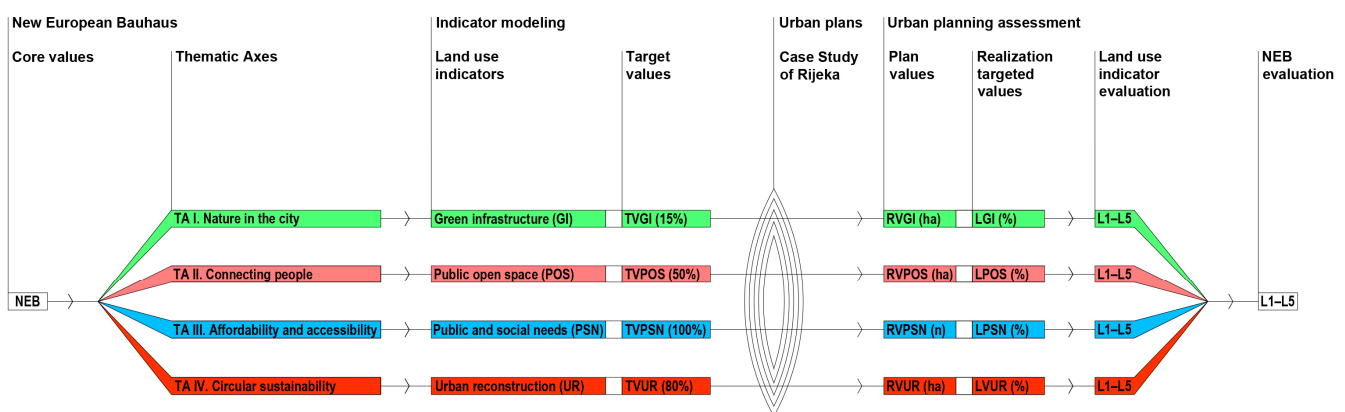 New European Bauhaus
Indicator modeling
Urban plans
Urban planning assessment
Core values
Thematic Axes
Land use
indicators
Target
values
Case Study
of Rijeka
Plan
values
Realization
targeted
values
Land use
indicator
evaluation
NEB
evaluation
TA I. Nature in the city
Green infrastructure (GI)
TVGI (15%)
RVGI (ha)
LGI (%)
L1–L5
TA II. Connecting people
Public open space (POS)
TVPOS (50%)
RVPOS (ha)
LPOS (%)
L1–L5
NEB
L1–L5
TA III. Affordability and accessibility
Public and social needs (PSN)
TVPSN (100%)
RVPSN (n)
LPSN (%)
L1–L5
TA IV. Circular sustainability
Urban reconstruction (UR)
TVUR (80%)
RVUR (ha)
LVUR (%)
L1–L5